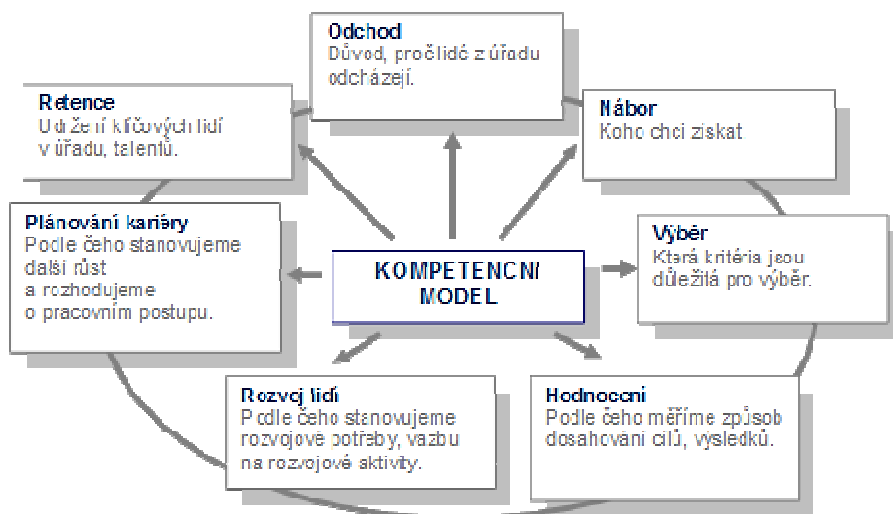 Odchod
Důvod, proč lidé z úřadu
odcházejí.
Retence
Udržení klíčových lidí
v úřadu, talentů.
Nábor
Koho chci získat
Plánování kariéry
Podle čeho stanovujeme
další růst
a rozhodujeme
o pracovním postupu.
KOMPETENČNÍ
MODEL
Výběr
Která kritéria jsou
důležitá pro výběr.
Rozvoj lidí
Podle čeho stanovujeme
rozvojové potřeby, vazbu
na rozvojové aktivity.
Hodnocení
Podle čeho měříme způsob
dosahování cílů, výsledků.